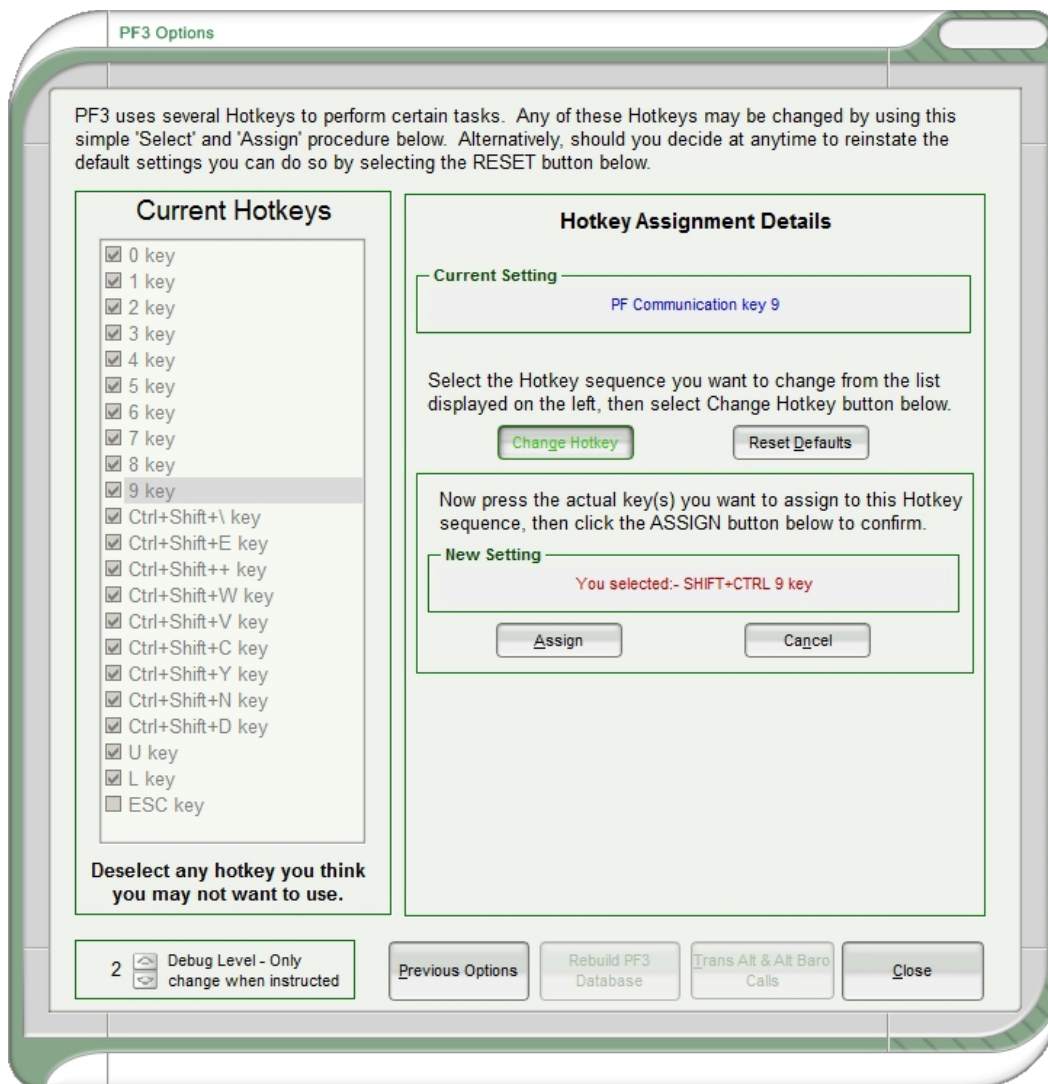 PF3 Options
PF3 uses several Hotkeys to perform certain tasks. Any of these Hotkeys may be changed by using this
simple 'Select' and 'Assign' procedure below. Alternatively, should you decide at anytime to reinstate the
default settings you can do so by selecting the RESET button below.
Current Hotkeys
0 key
1 key
2 key
3 key
4 key
5 key
6 key
7 key
8 key
9 key
Ctrl+Shift+\ key
Ctrl+Shift+E key
Ctrl+Shift++ key
Ctrl+Shift+W key
Ctrl+Shift+V key
Ctrl+Shift+C key
Ctrl+Shift+Y key
Ctrl+Shift+N key
Ctrl+Shift+D key
U key
L key
ESC key
Deselect any hotkey you think
you may not want to use.
Hotkey Assignment Details
Current Setting
PF Communication key 9
Select the Hotkey sequence you want to change from the list
displayed on the left, then select Change Hotkey button below.
Change Hotkey
Reset Defaults
Now press the actual key(s) you want to assign to this Hotkey
sequence, then click the ASSIGN button below to confirm.
New Setting
You selected:- SHIFT+CTRL 9 key
Assign
Cancel
2
Debug Level - Only
change when instructed
Previous Options
Rebuild PF3
Database
Trans Alt & Alt Baro
Calls
Close